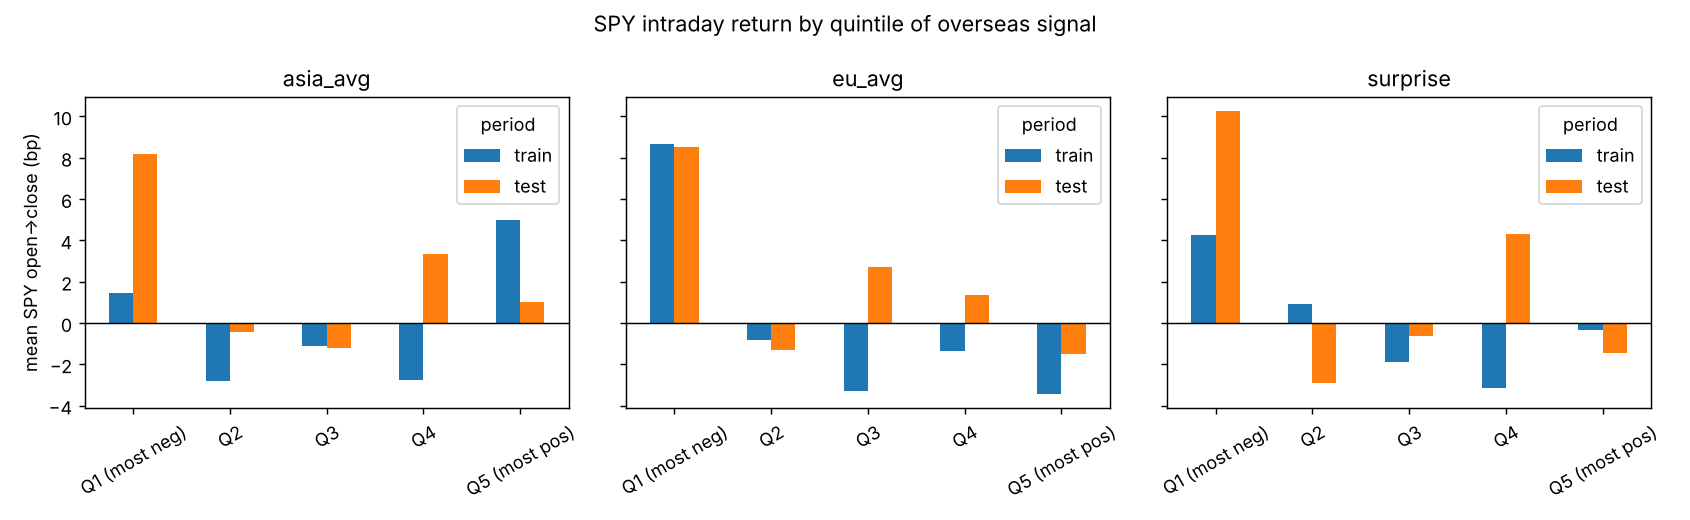 SPY intraday return by quintile of overseas signal
asia_avg
eu_avg
surprise
mean SPY open→close (bp)
10
8
6
4
2
0
−2
−4
period
train
test
period
train
test
period
train
test
Q1 (most neg)
Q2
Q3
Q4
Q5 (most pos)
Q1 (most neg)
Q2
Q3
Q4
Q5 (most pos)
Q1 (most neg)
Q2
Q3
Q4
Q5 (most pos)